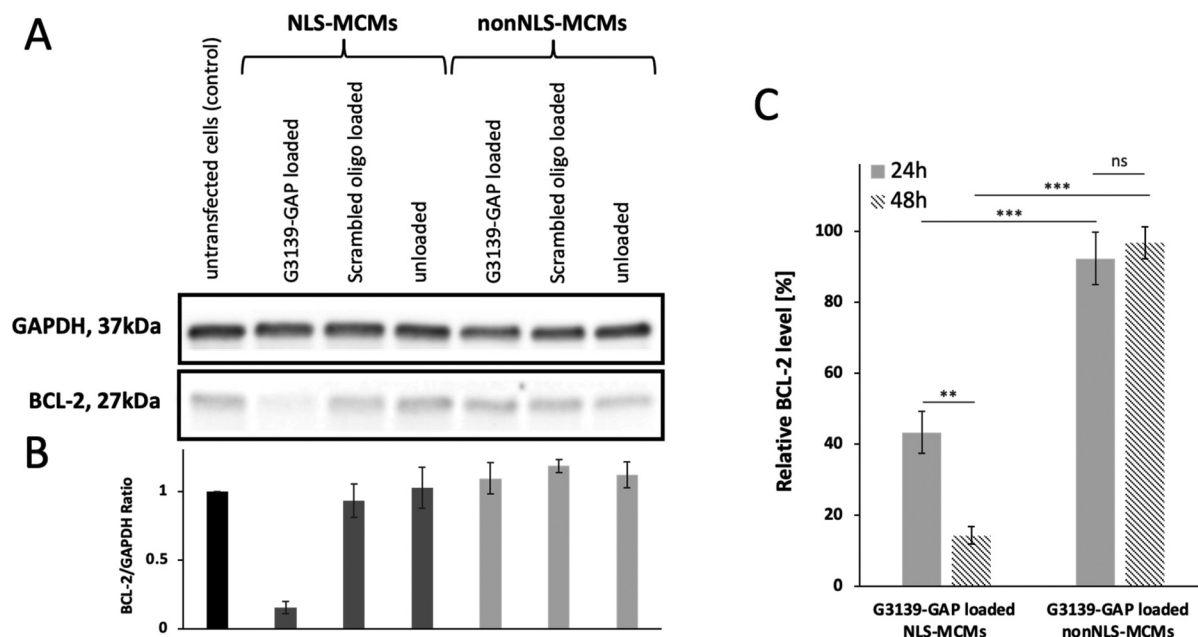 A
NLS-MCMs
nonNLS-MCMs
untransfected cells (control)
G3139-GAP loaded
Scrambled oligo loaded
unloaded
G3139-GAP loaded
Scrambled oligo loaded
unloaded
GAPDH, 37kDa
BCL-2, 27kDa
B
BCL-2/GAPDH Ratio
1
0.5
0
C
24h
48h
ns
***
***
**
Relative BCL-2 level [%]
100
80
60
40
20
0
G3139-GAP loaded
NLS-MCMs
G3139-GAP loaded
nonNLS-MCMs